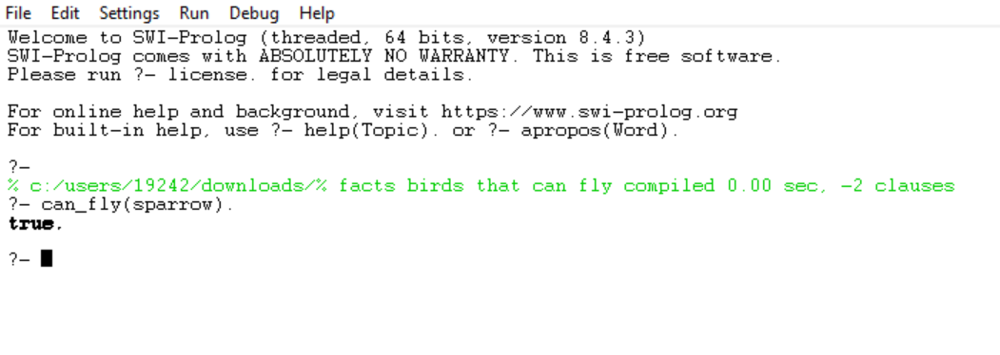 File Edit Settings Run Debug Help
Welcome to SWI-Prolog (threaded, 64 bits, version 8.4.3)
SWI-Prolog comes with ABSOLUTELY NO WARRANTY. This is free software.
Please run ?- license. for legal details.
For online help and background, visit https://www.swi-prolog.org
For built-in help, use ?- help(Topic). or ?- apropos(Word).
?-
% c:/users/19242/downloads/% facts birds that can fly compiled 0.00 sec, -2 clauses
?- can_fly(sparrow).
true.
?-